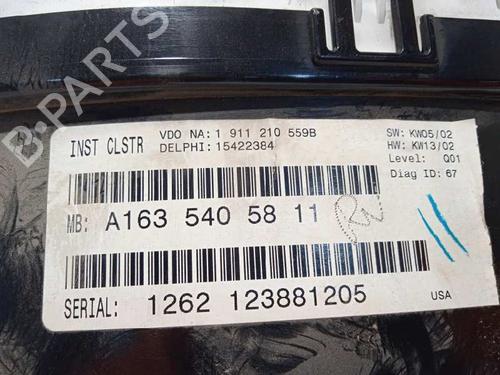 B-PARTS
INST CLSTR
VDO NA: 1 911 210 559B
DELPHI: 15422384
SW: KW05/02
HW: KW13/02
Level: Q01
Diag ID: 67
MB: A163 540 58 11
SERIAL: 1262 123881205
USA